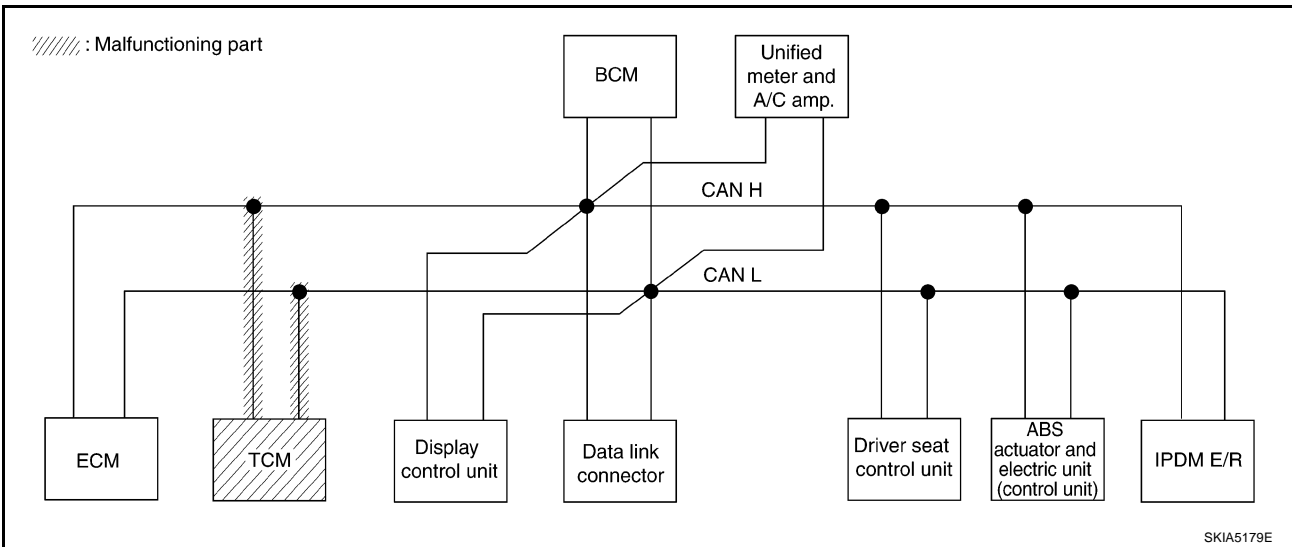 : Malfunctioning part
BCM
Unified
meter and
A/C amp.
CAN H
CAN L
ECM
TCM
Display
control unit
Data link
connector
Driver seat
control unit
ABS
actuator and
electric unit
(control unit)
IPDM E/R
SKIA5179E